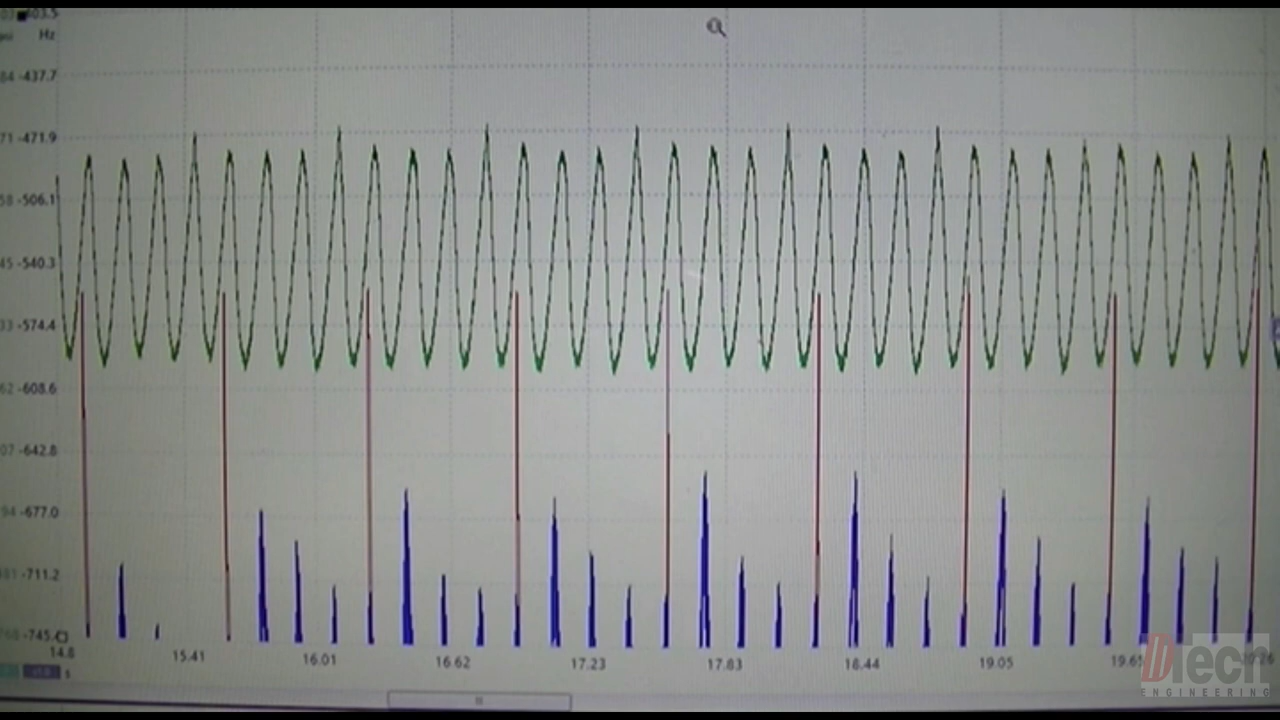 Hz
-437.7
-471.9
-506.1
-540.3
-574.4
-608.6
-642.8
-677.0
-711.2
-745.0
14.8 15.41 16.01 16.62 17.23 17.83 18.44 19.05
s
Tech
ENGINEERING